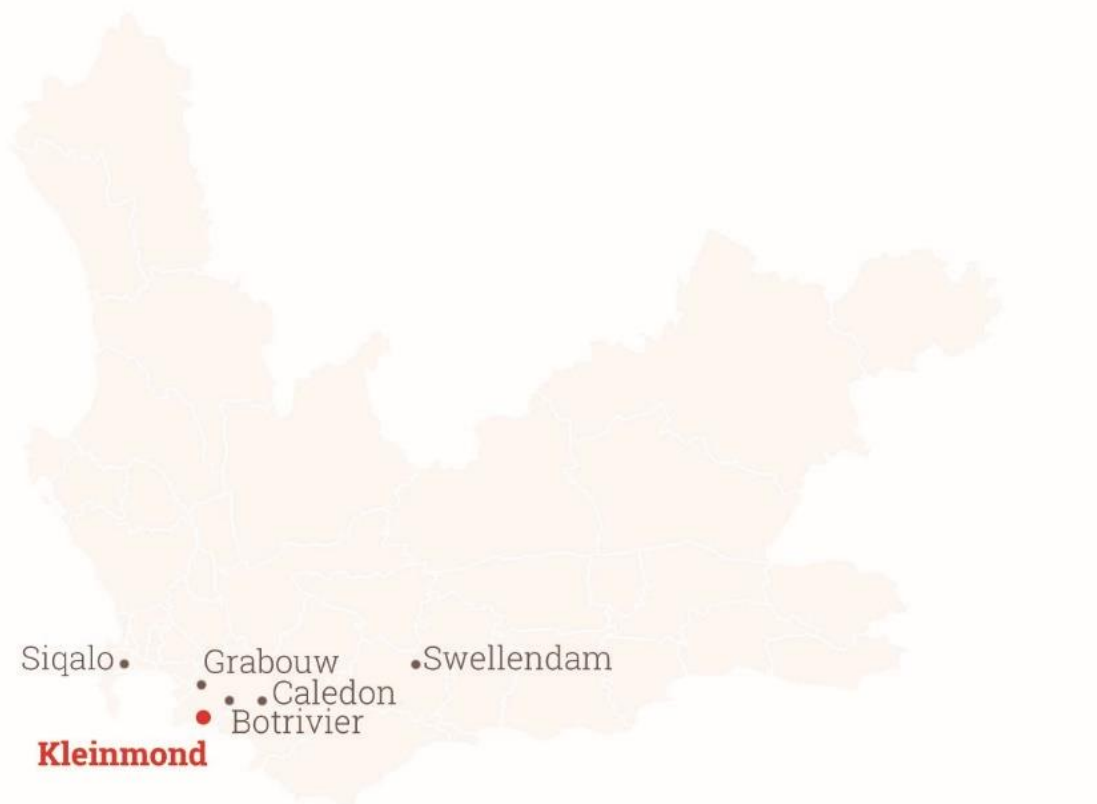 Siqalo
Grabouw
Swellendam
Caledon
Botrivier
Kleinmond